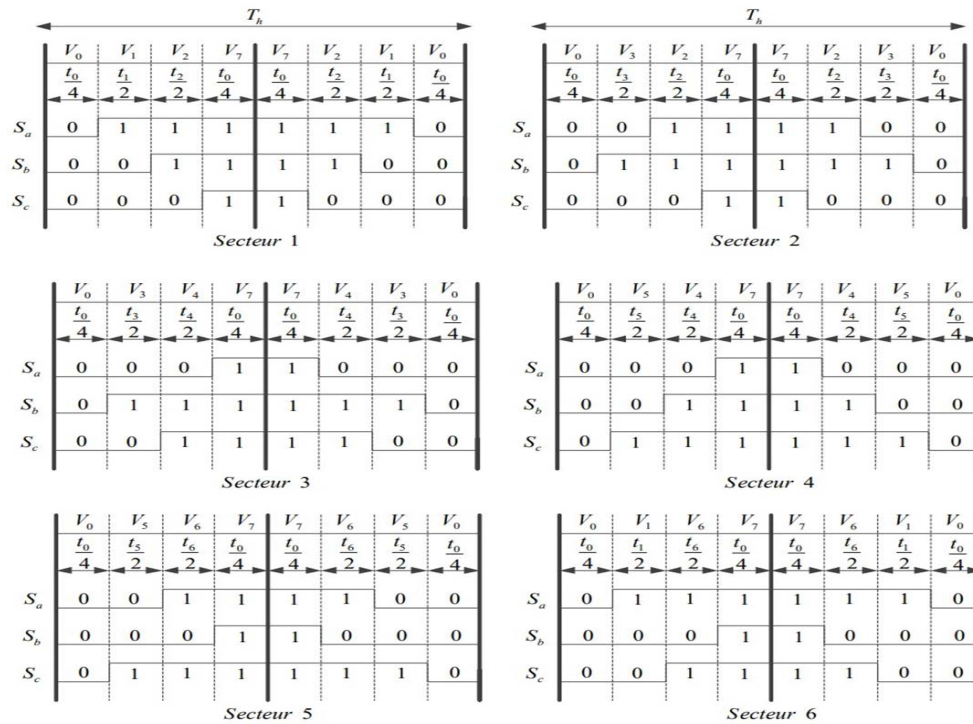 T_h T_h
V_0 V_1 V_2 V_7 V_7 V_2 V_1 V_0
t_0/4 t_1/2 t_2/2 t_0/4 t_0/4 t_2/2 t_1/2 t_0/4
S_a 0 1 1 1 1 1 1 0
S_b 0 0 1 1 1 1 0 0
S_c 0 0 0 1 1 0 0 0
Secteur 1
V_0 V_3 V_2 V_7 V_7 V_2 V_3 V_0
t_0/4 t_3/2 t_2/2 t_0/4 t_0/4 t_2/2 t_3/2 t_0/4
S_a 0 0 1 1 1 1 0 0
S_b 0 1 1 1 1 1 1 0
S_c 0 0 0 1 1 0 0 0
Secteur 2
V_0 V_3 V_4 V_7 V_7 V_4 V_3 V_0
t_0/4 t_3/2 t_4/2 t_0/4 t_0/4 t_4/2 t_3/2 t_0/4
S_a 0 0 0 1 1 0 0 0
S_b 0 1 1 1 1 1 1 0
S_c 0 0 1 1 1 1 0 0
Secteur 3
V_0 V_5 V_4 V_7 V_7 V_4 V_5 V_0
t_0/4 t_5/2 t_4/2 t_0/4 t_0/4 t_4/2 t_5/2 t_0/4
S_a 0 0 0 1 1 0 0 0
S_b 0 0 1 1 1 1 0 0
S_c 0 1 1 1 1 1 1 0
Secteur 4
V_0 V_5 V_6 V_7 V_7 V_6 V_5 V_0
t_0/4 t_5/2 t_6/2 t_0/4 t_0/4 t_6/2 t_5/2 t_0/4
S_a 0 0 1 1 1 1 0 0
S_b 0 0 0 1 1 0 0 0
S_c 0 1 1 1 1 1 1 0
Secteur 5
V_0 V_1 V_6 V_7 V_7 V_6 V_1 V_0
t_0/4 t_1/2 t_6/2 t_0/4 t_0/4 t_6/2 t_1/2 t_0/4
S_a 0 1 1 1 1 1 1 0
S_b 0 0 0 1 1 0 0 0
S_c 0 0 1 1 1 1 0 0
Secteur 6